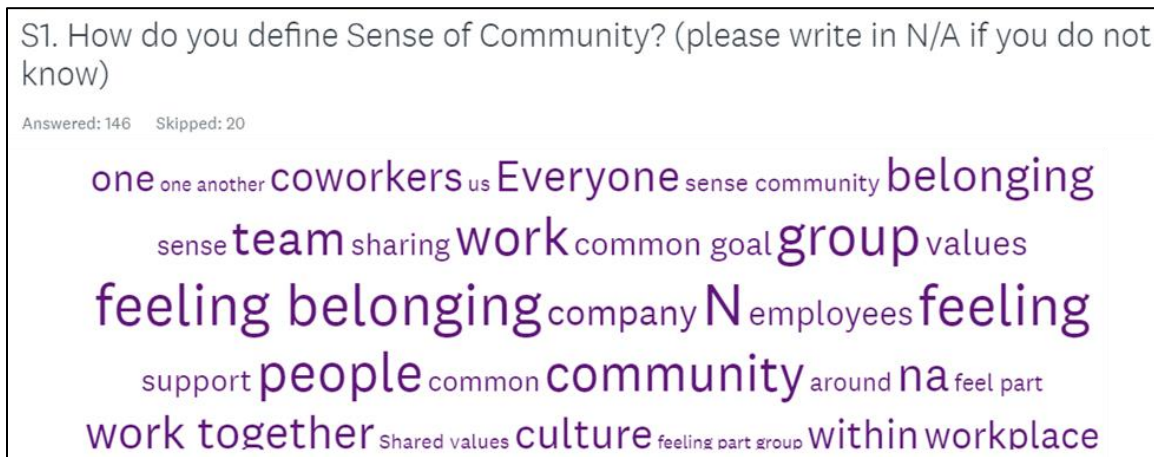 S1. How do you define Sense of Community? (please write in N/A if you do not
know)
Answered: 146 Skipped: 20
one one another coworkers us Everyone sense community belonging
sense team sharing work common goal group values
feeling belonging company N employees feeling
support people common community around na feel part
work together Shared values culture feeling part group within workplace